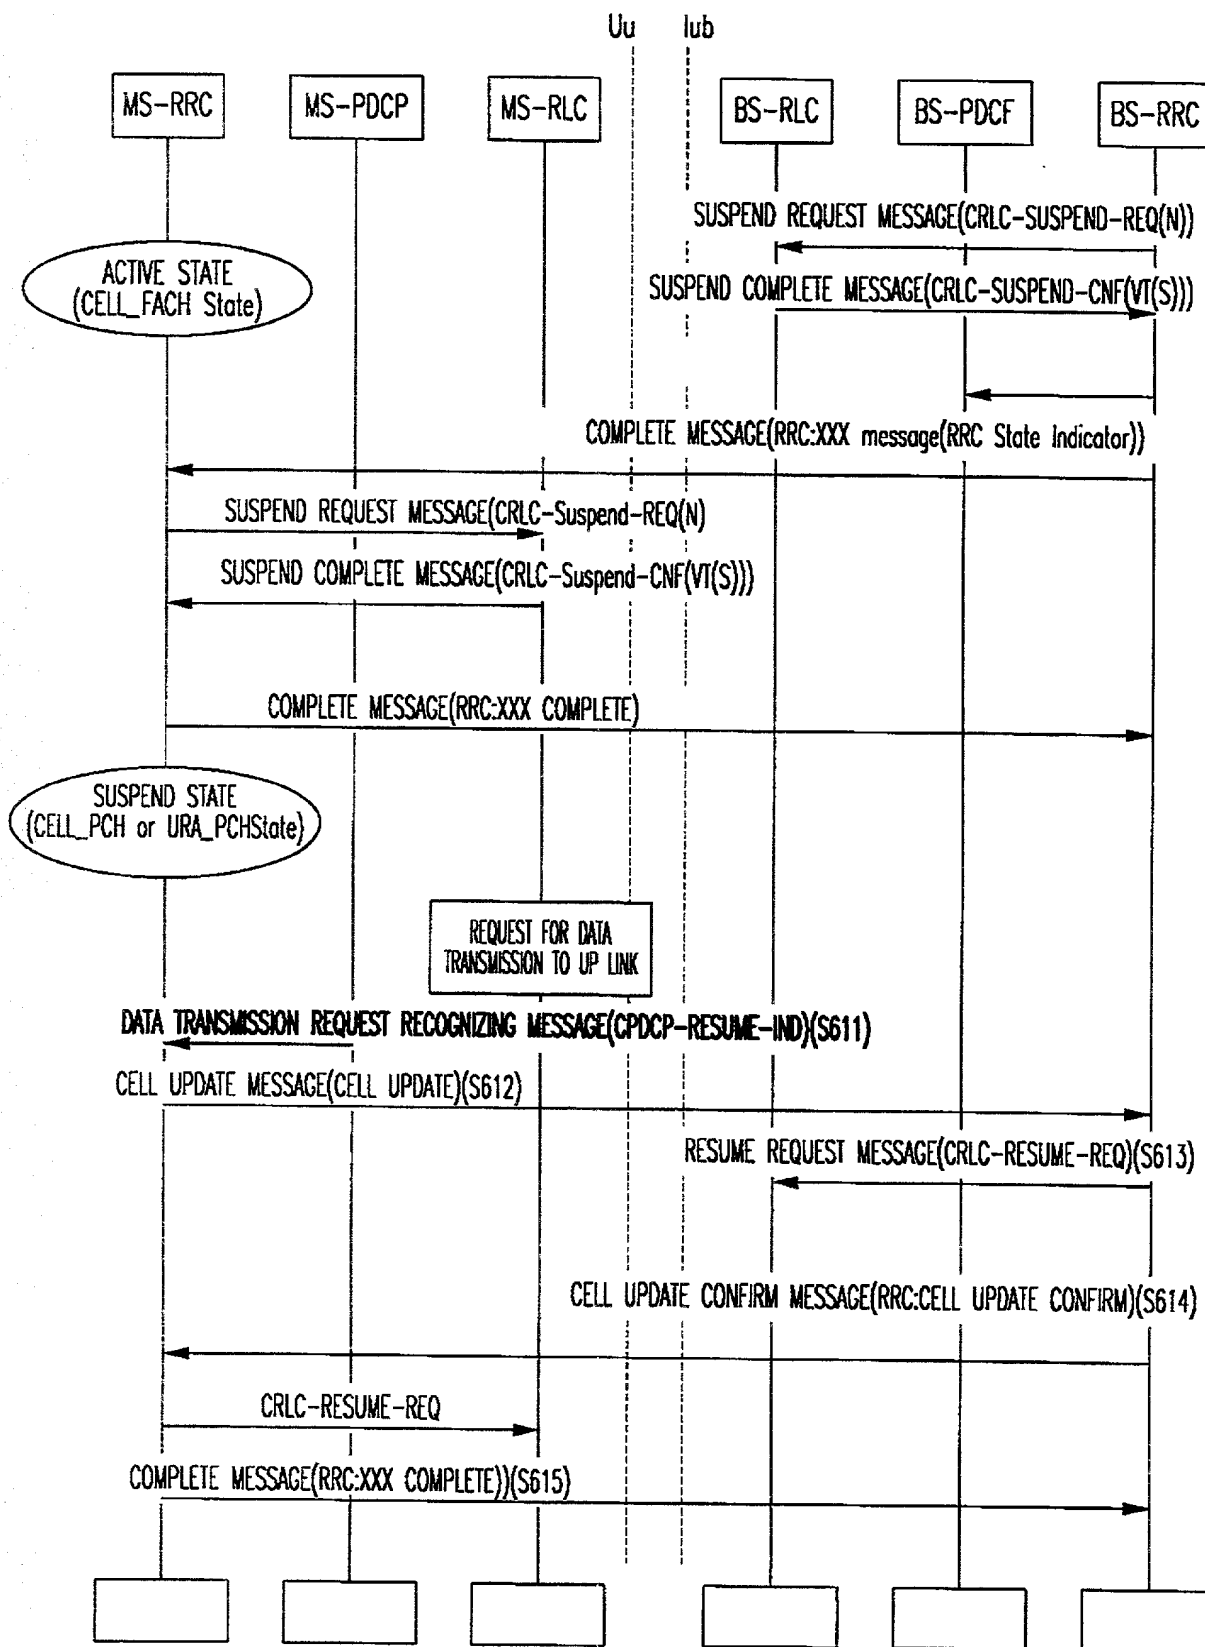 Uu Iub
MS-RRC MS-PDCP MS-RLC BS-RLC BS-PDCF BS-RRC
SUSPEND REQUEST MESSAGE(CRLC-SUSPEND-REQ(N))
ACTIVE STATE
(CELL_FACH State)
SUSPEND COMPLETE MESSAGE(CRLC-SUSPEND-CNF(VT(S)))
COMPLETE MESSAGE(RRC:XXX message(RRC State Indicator))
SUSPEND REQUEST MESSAGE(CRLC-Suspend-REQ(N)
SUSPEND COMPLETE MESSAGE(CRLC-Suspend-CNF(VT(S)))
COMPLETE MESSAGE(RRC:XXX COMPLETE)
SUSPEND STATE
(CELL_PCH or URA_PCHState)
REQUEST FOR DATA
TRANSMISSION TO UP LINK
DATA TRANSMISSION REQUEST RECOGNIZING MESSAGE(CPDCP-RESUME-IND)(S611)
CELL UPDATE MESSAGE(CELL UPDATE)(S612)
RESUME REQUEST MESSAGE(CRLC-RESUME-REQ)(S613)
CELL UPDATE CONFIRM MESSAGE(RRC:CELL UPDATE CONFIRM)(S614)
CRLC-RESUME-REQ
COMPLETE MESSAGE(RRC:XXX COMPLETE))(S615)